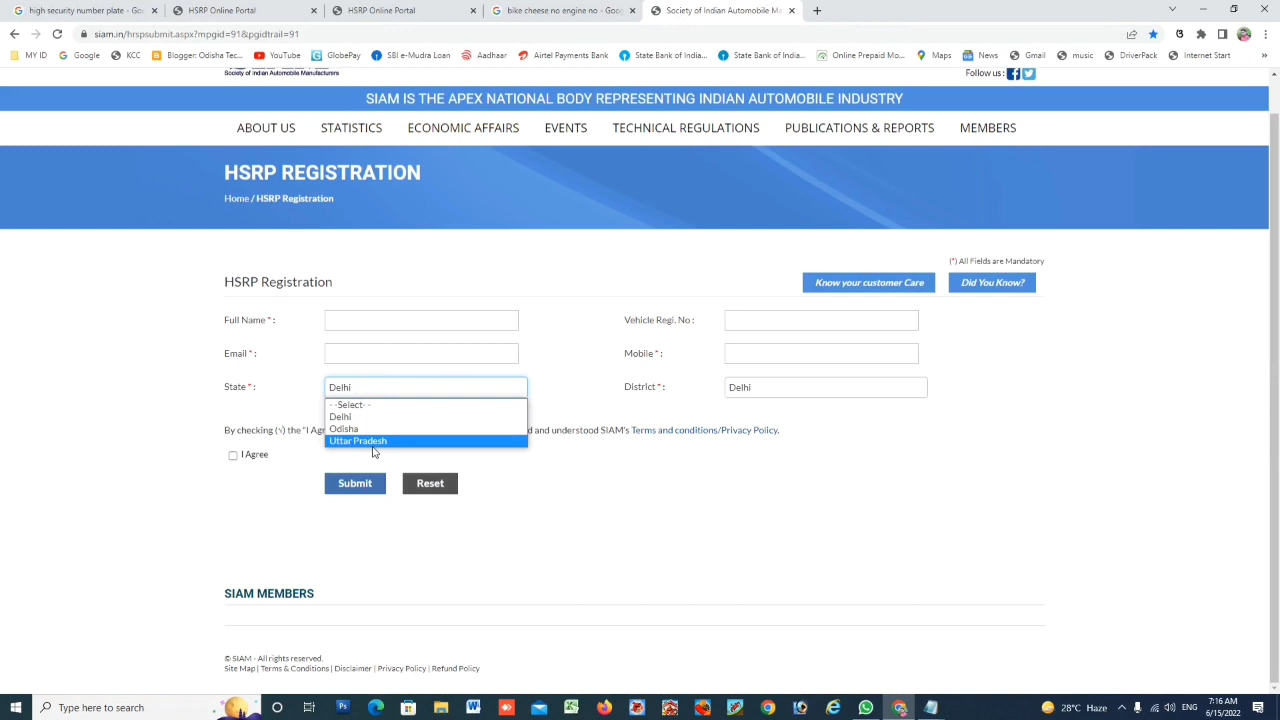 high security number plate - Go
HSRP Online Portal
HSRP Online Portal
bike cheese no engine no - Goo
Society of Indian Automobile Ma
siam.in/hrspsubmit.aspx?mpgid=91&pgidtrail=91
MY ID
Google
KCC
Blogger: Odisha Tec...
YouTube
GlobePay
SBI e-Mudra Loan
Aadhaar
Airtel Payments Bank
State Bank of India...
State Bank of India...
Online Prepaid Mo...
Maps
News
Gmail
music
DriverPack
Internet Start
Society of Indian Automobile Manufacturers
Follow us :
SIAM IS THE APEX NATIONAL BODY REPRESENTING INDIAN AUTOMOBILE INDUSTRY
ABOUT US STATISTICS ECONOMIC AFFAIRS EVENTS TECHNICAL REGULATIONS PUBLICATIONS & REPORTS MEMBERS
HSRP REGISTRATION
Home / HSRP Registration
(*) All Fields are Mandatory
HSRP Registration
Know your customer Care
Did You Know?
Full Name * :
Vehicle Regi. No :
Email * :
Mobile * :
State * :
Delhi
District * :
Delhi
- -Select- -
Delhi
Odisha
Uttar Pradesh
By checking (√) the "I Agr
d and understood SIAM's Terms and conditions/Privacy Policy.
I Agree
Submit
Reset
SIAM MEMBERS
© SIAM - All rights reserved.
Site Map | Terms & Conditions | Disclaimer | Privacy Policy | Refund Policy
Type here to search
28°C Haze
7:16 AM
6/15/2022